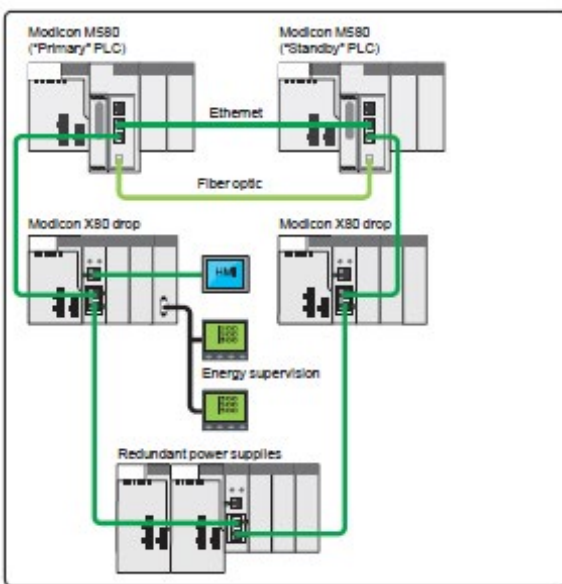 Modicon M580
("Primary" PLC)
Modicon M580
("Standby" PLC)
Ethernet
Fiber optic
Modicon X80 drop
Modicon X80 drop
HMI
Energy supervision
Redundant power supplies